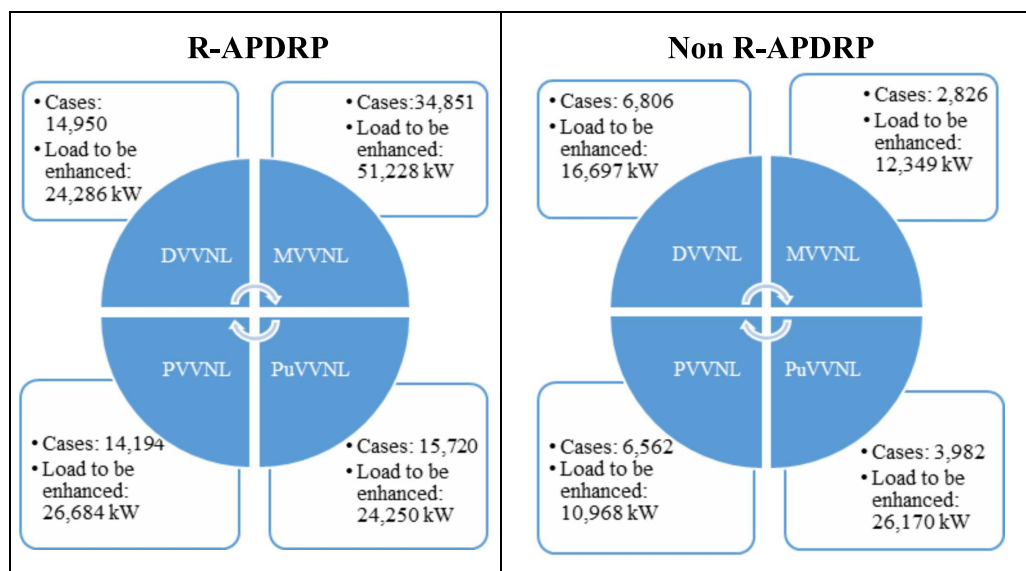 R-APDRP
• Cases:
14,950
• Load to be
enhanced:
24,286 kW
• Cases:34,851
• Load to be
enhanced:
51,228 kW
DVVNL
MVVNL
PVVNL
PuVVNL
• Cases: 14,194
• Load to be
enhanced:
26,684 kW
• Cases: 15,720
• Load to be
enhanced:
24,250 kW
Non R-APDRP
• Cases: 6,806
• Load to be
enhanced:
16,697 kW
• Cases: 2,826
• Load to be
enhanced:
12,349 kW
DVVNL
MVVNL
PVVNL
PuVVNL
• Cases: 6,562
• Load to be
enhanced:
10,968 kW
• Cases: 3,982
• Load to be
enhanced:
26,170 kW